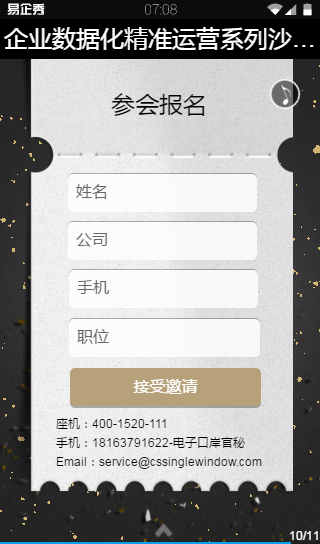 易企秀
07:08
企业数据化精准运营系列沙...
参会报名
姓名
公司
手机
职位
接受邀请
座机：400-1520-111
手机：18163791622-电子口岸官秘
Email：service@cssinglewindow.com
10/11